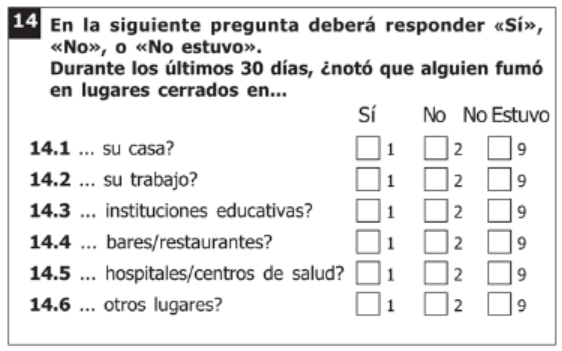 14 En la siguiente pregunta deberá responder «Sí»,
«No», o «No estuvo».
Durante los últimos 30 días, ¿notó que alguien fumó
en lugares cerrados en...
Sí No No Estuvo
14.1 ... su casa? 1 2 9
14.2 ... su trabajo? 1 2 9
14.3 ... instituciones educativas? 1 2 9
14.4 ... bares/restaurantes? 1 2 9
14.5 ... hospitales/centros de salud? 1 2 9
14.6 ... otros lugares? 1 2 9